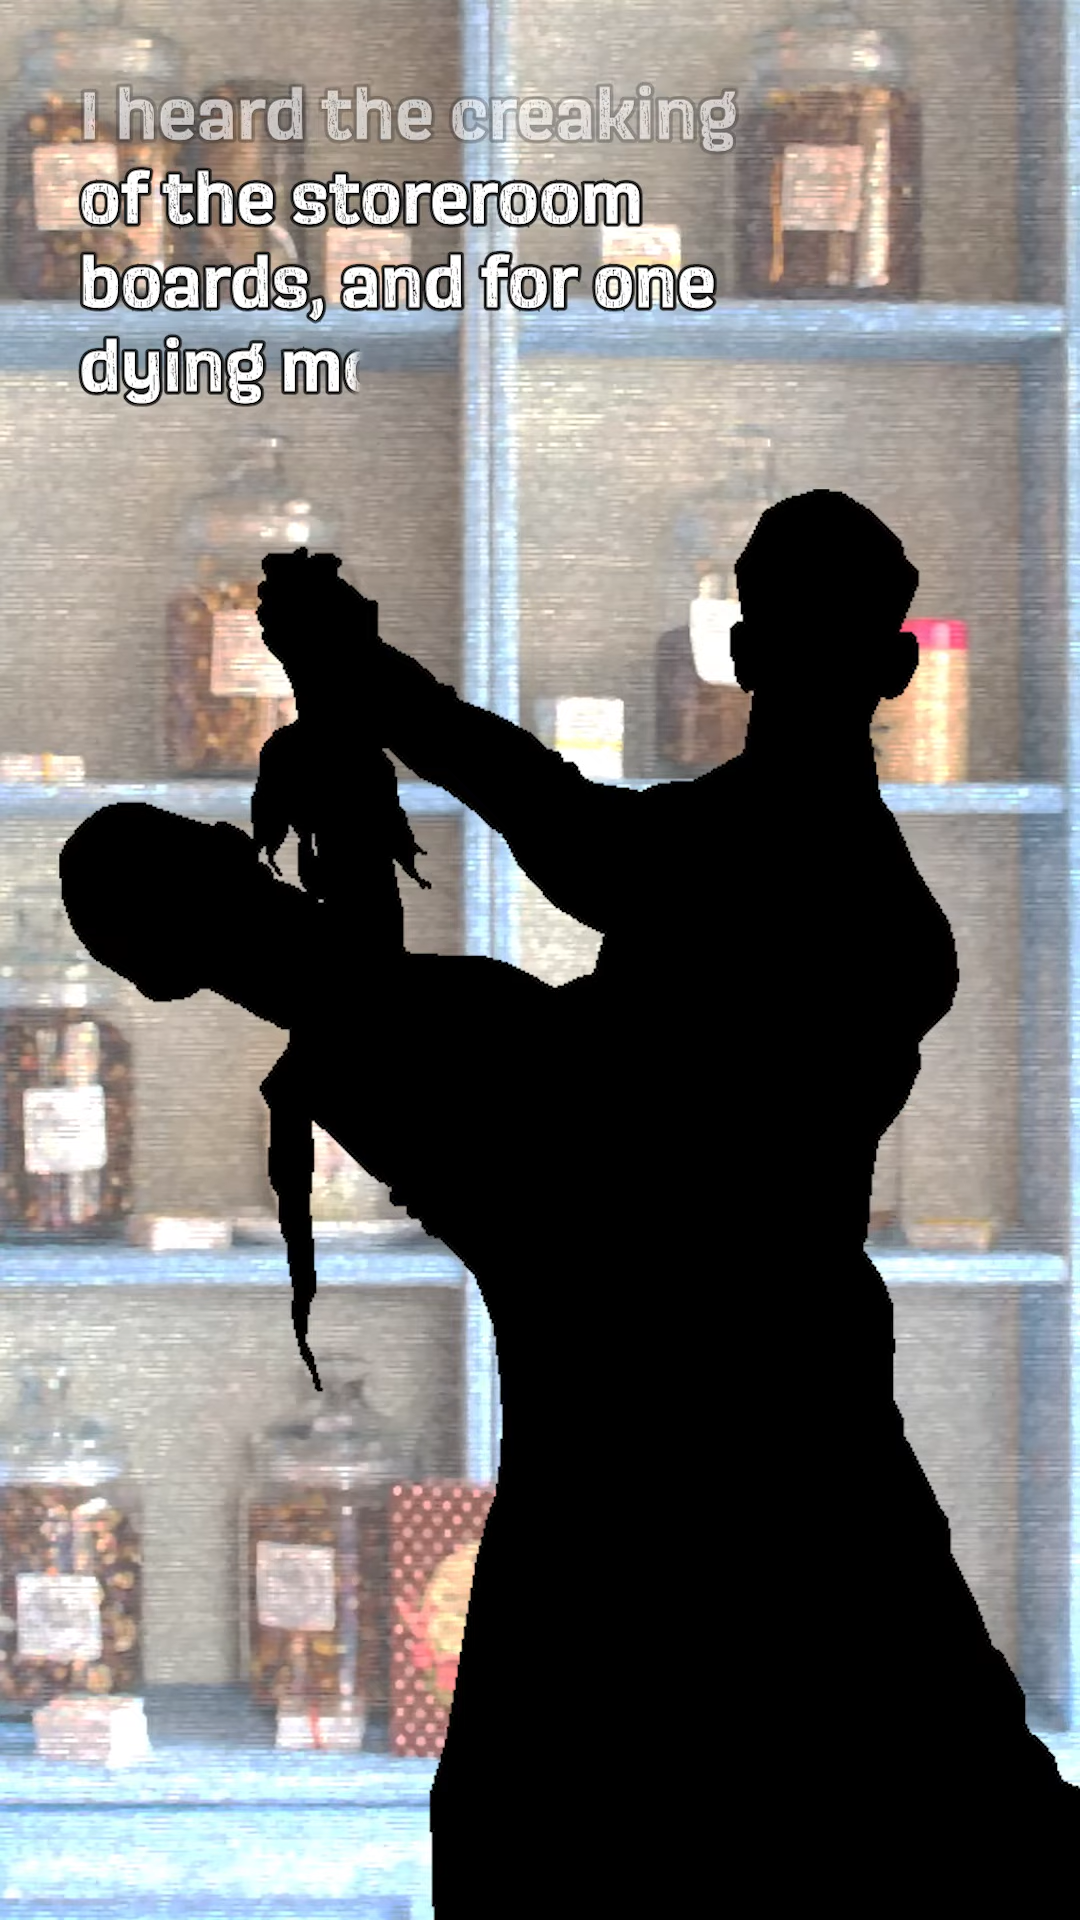 I heard the creaking
of the storeroom
boards, and for one
dying